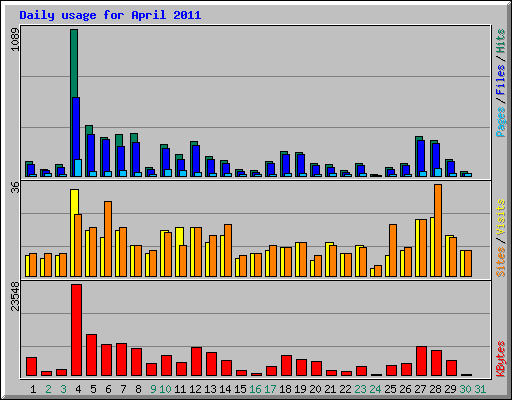 Daily usage for April 2011
1089
Pages/Files/Hits
36
Sites/Visits
23548
KBytes
1 2 3 4 5 6 7 8 9 10 11 12 13 14 15 16 17 18 19 20 21 22 23 24 25 26 27 28 29 30 31